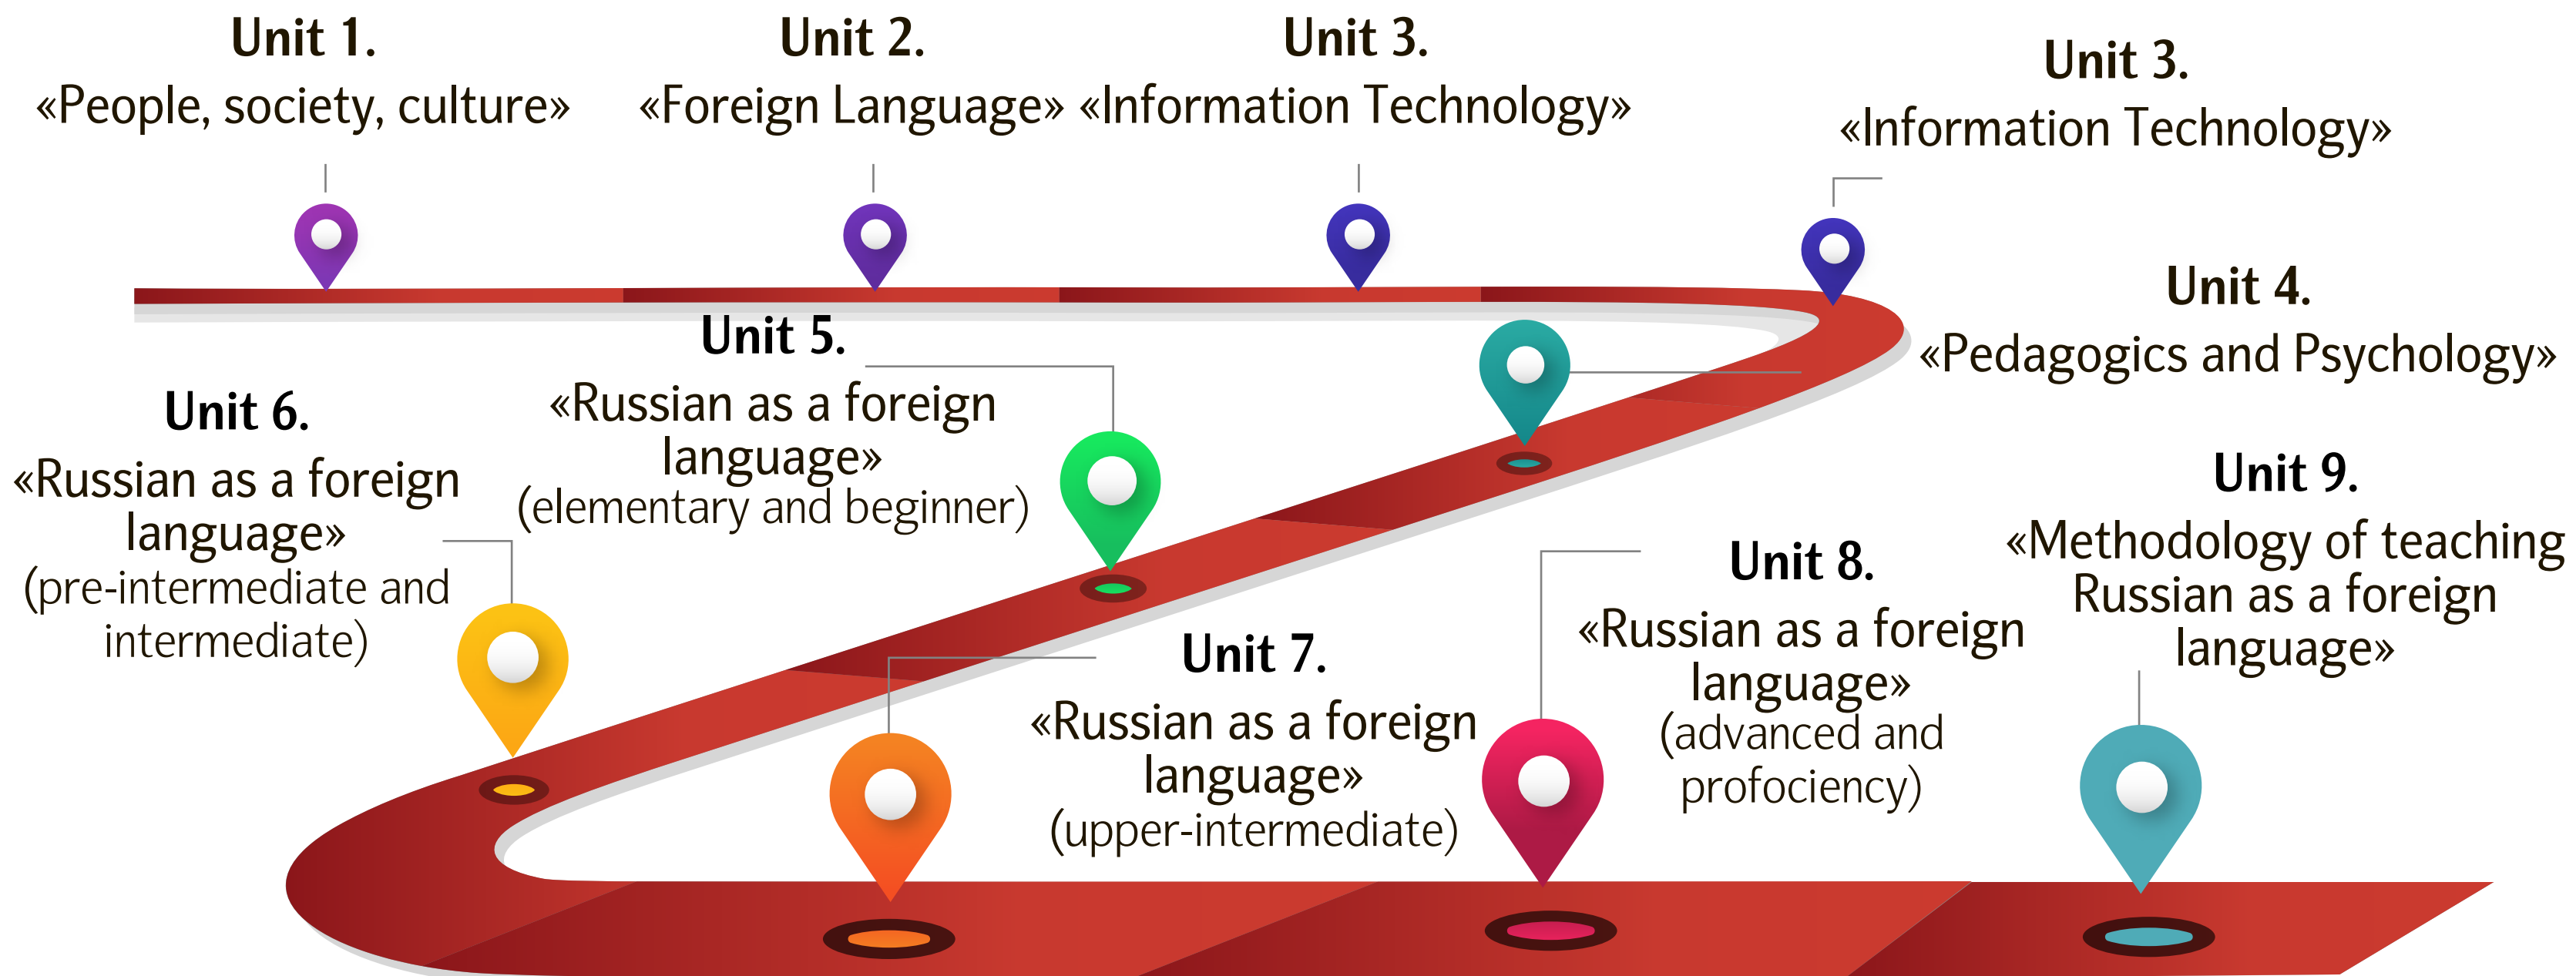 Unit 1.
«People, society, culture»
Unit 2.
«Foreign Language»
Unit 3.
«Information Technology»
Unit 3.
«Information Technology»
Unit 4.
«Pedagogics and Psychology»
Unit 5.
«Russian as a foreign
language»
(elementary and beginner)
Unit 6.
«Russian as a foreign
language»
(pre-intermediate and
intermediate)
Unit 7.
«Russian as a foreign
language»
(upper-intermediate)
Unit 8.
«Russian as a foreign
language»
(advanced and
profociency)
Unit 9.
«Methodology of teaching
Russian as a foreign
language»